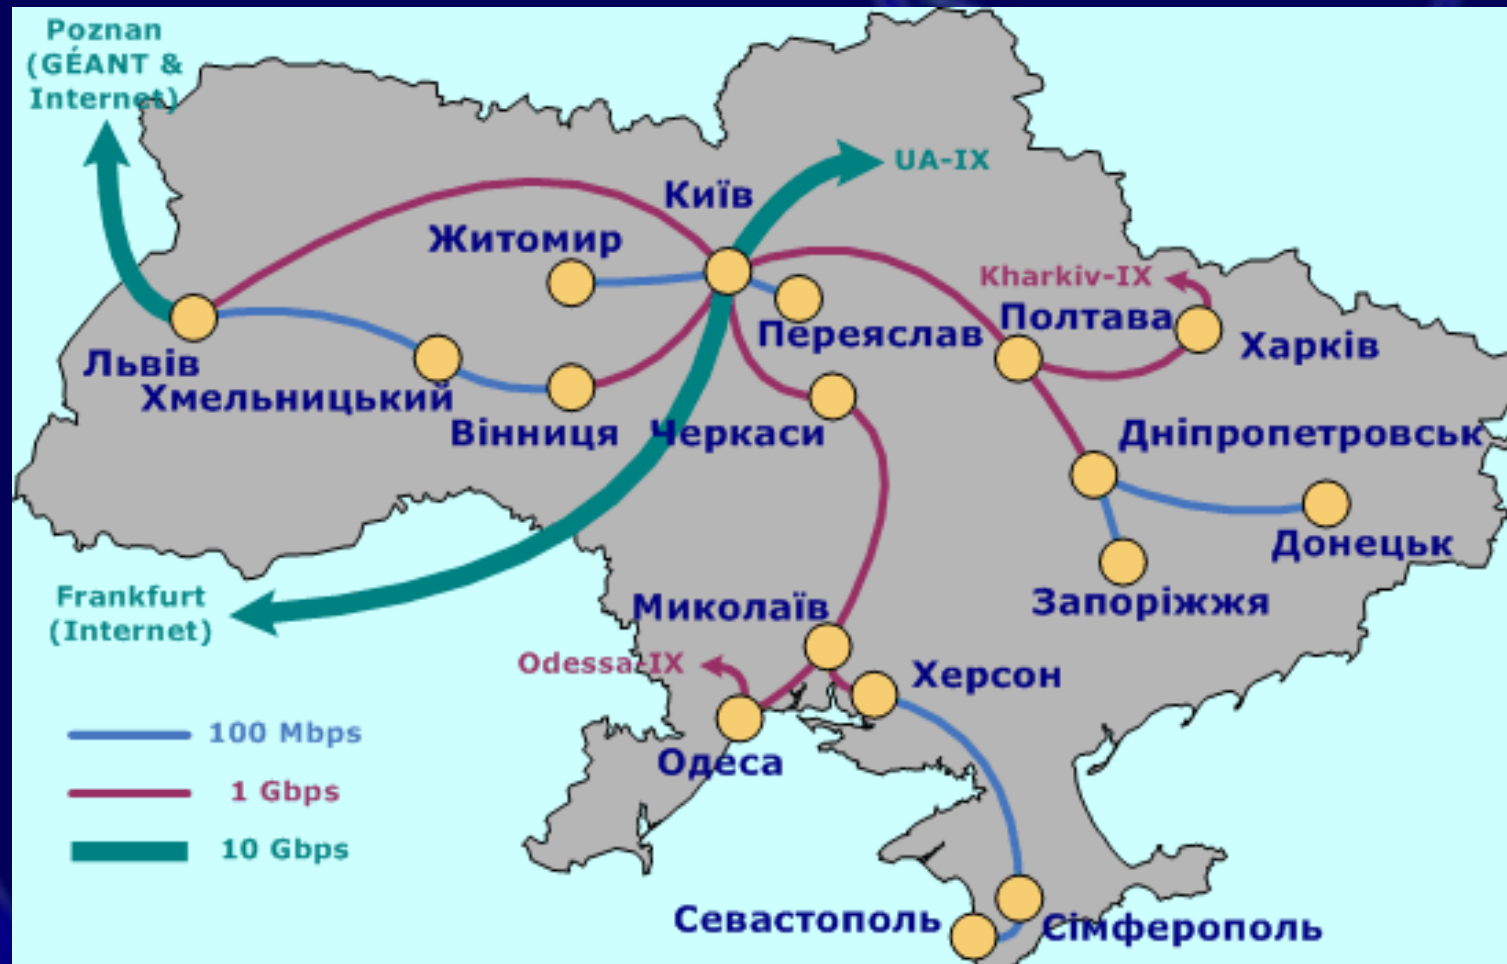 Poznan
(GÉANT &
Internet)
UA-IX
Київ
Житомир
Kharkiv-IX
Переяслав
Полтава
Харків
Львів
Хмельницький
Вінниця
Черкаси
Дніпропетровськ
Донецьк
Запоріжжя
Frankfurt
(Internet)
Миколаїв
Odessa-IX
Херсон
Одеса
100 Mbps
1 Gbps
10 Gbps
Севастополь
Сімферополь